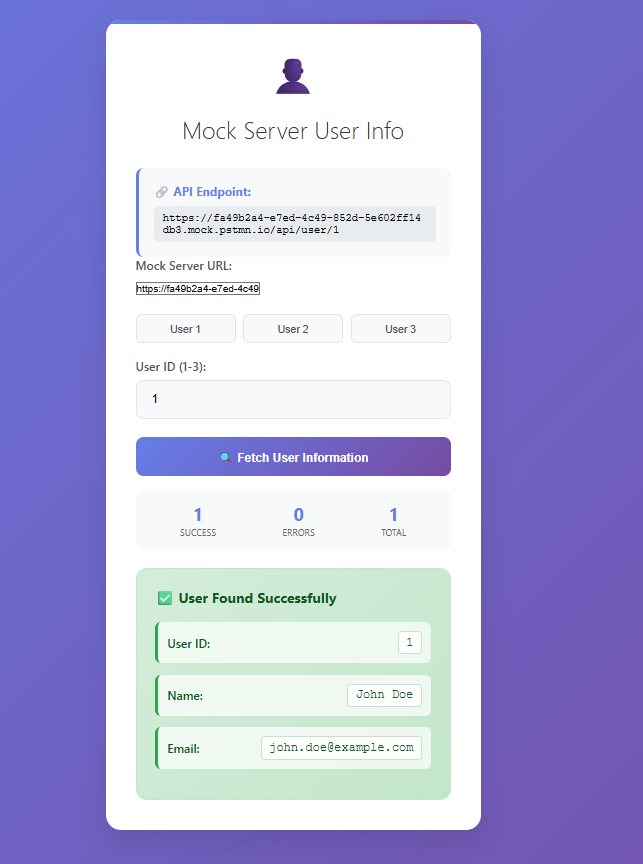 Mock Server User Info
🔗 API Endpoint:
https://fa49b2a4-e7ed-4c49-852d-5e602ff14
db3.mock.pstmn.io/api/user/1
Mock Server URL:
https://fa49b2a4-e7ed-4c49
User 1
User 2
User 3
User ID (1-3):
1
🔍 Fetch User Information
1
0
1
SUCCESS
ERRORS
TOTAL
✅ User Found Successfully
User ID:
1
Name:
John Doe
Email:
john.doe@example.com